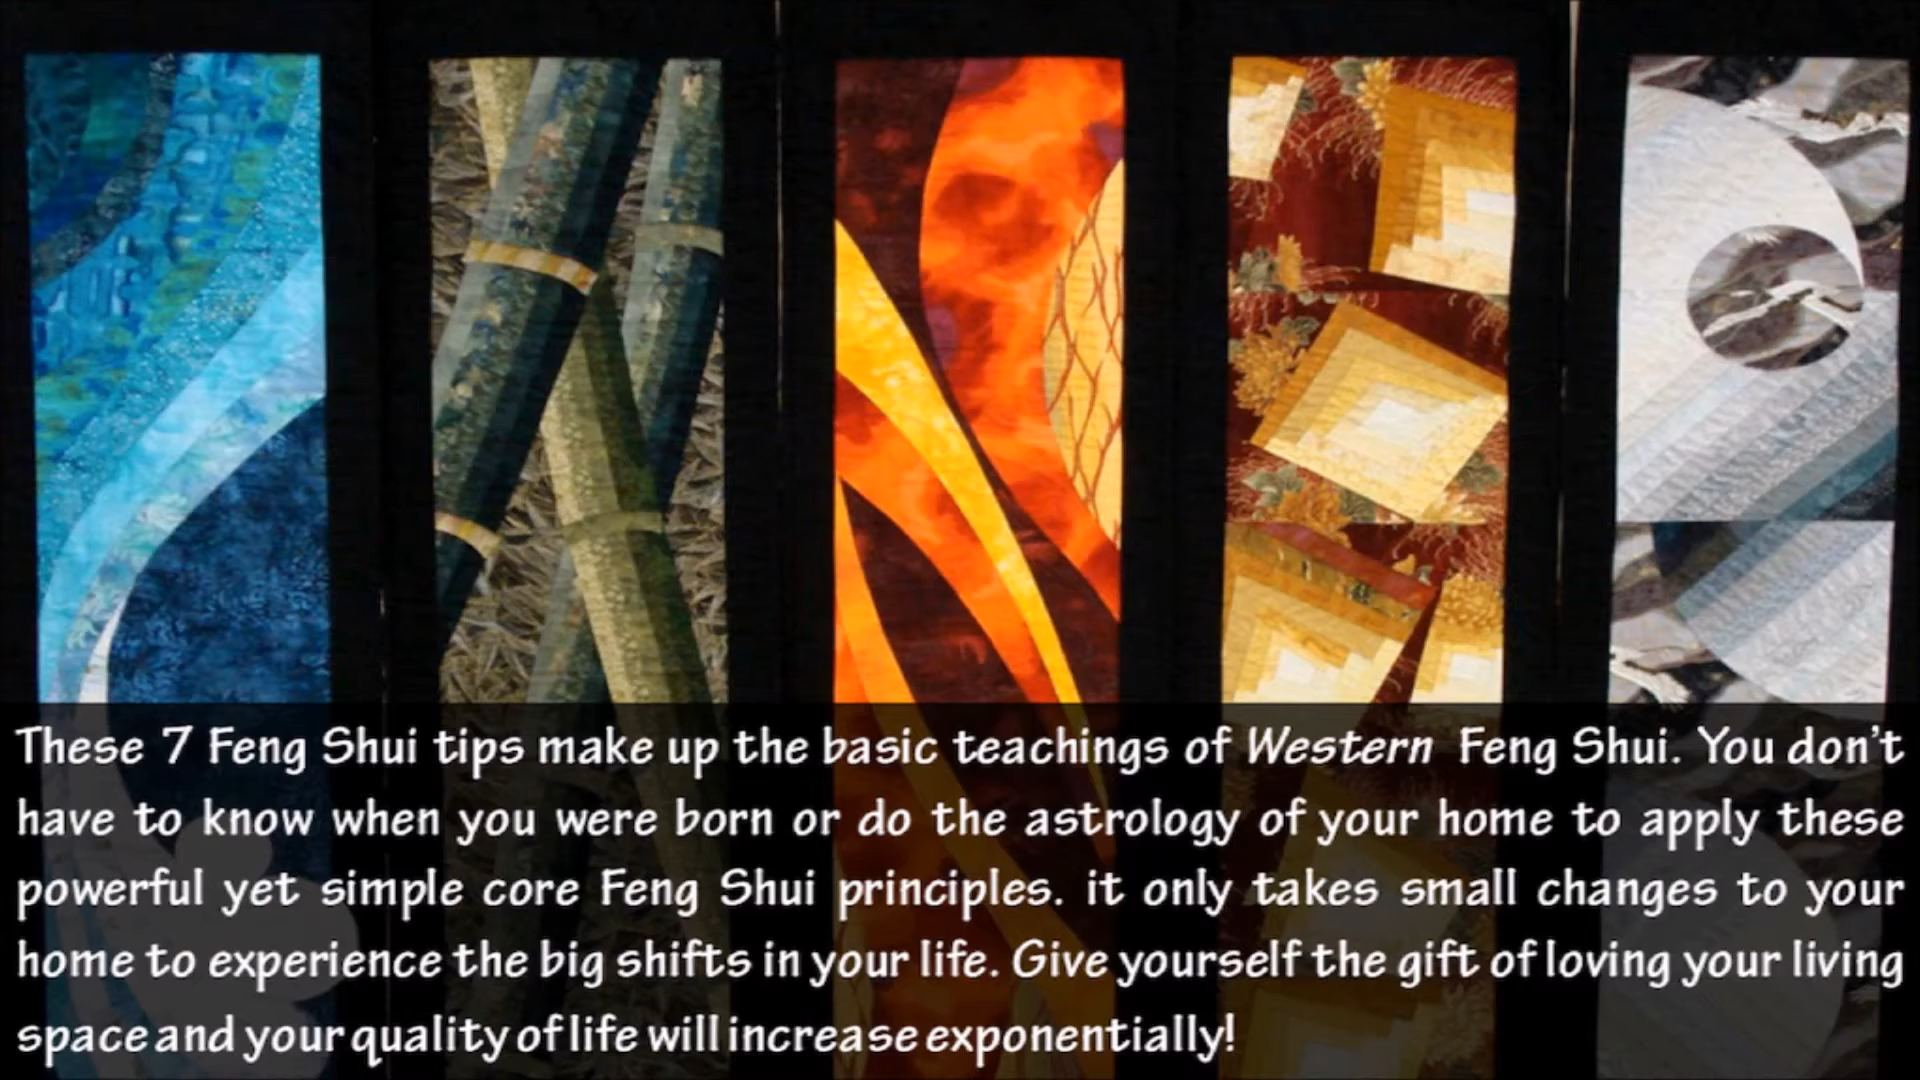 These 7 Feng Shui tips make up the basic teachings of Western Feng Shui. You don't
have to know when you were born or do the astrology of your home to apply these
powerful yet simple core Feng Shui principles. it only takes small changes to your
home to experience the big shifts in your life. Give yourself the gift of loving your living
space and your quality of life will increase exponentially!